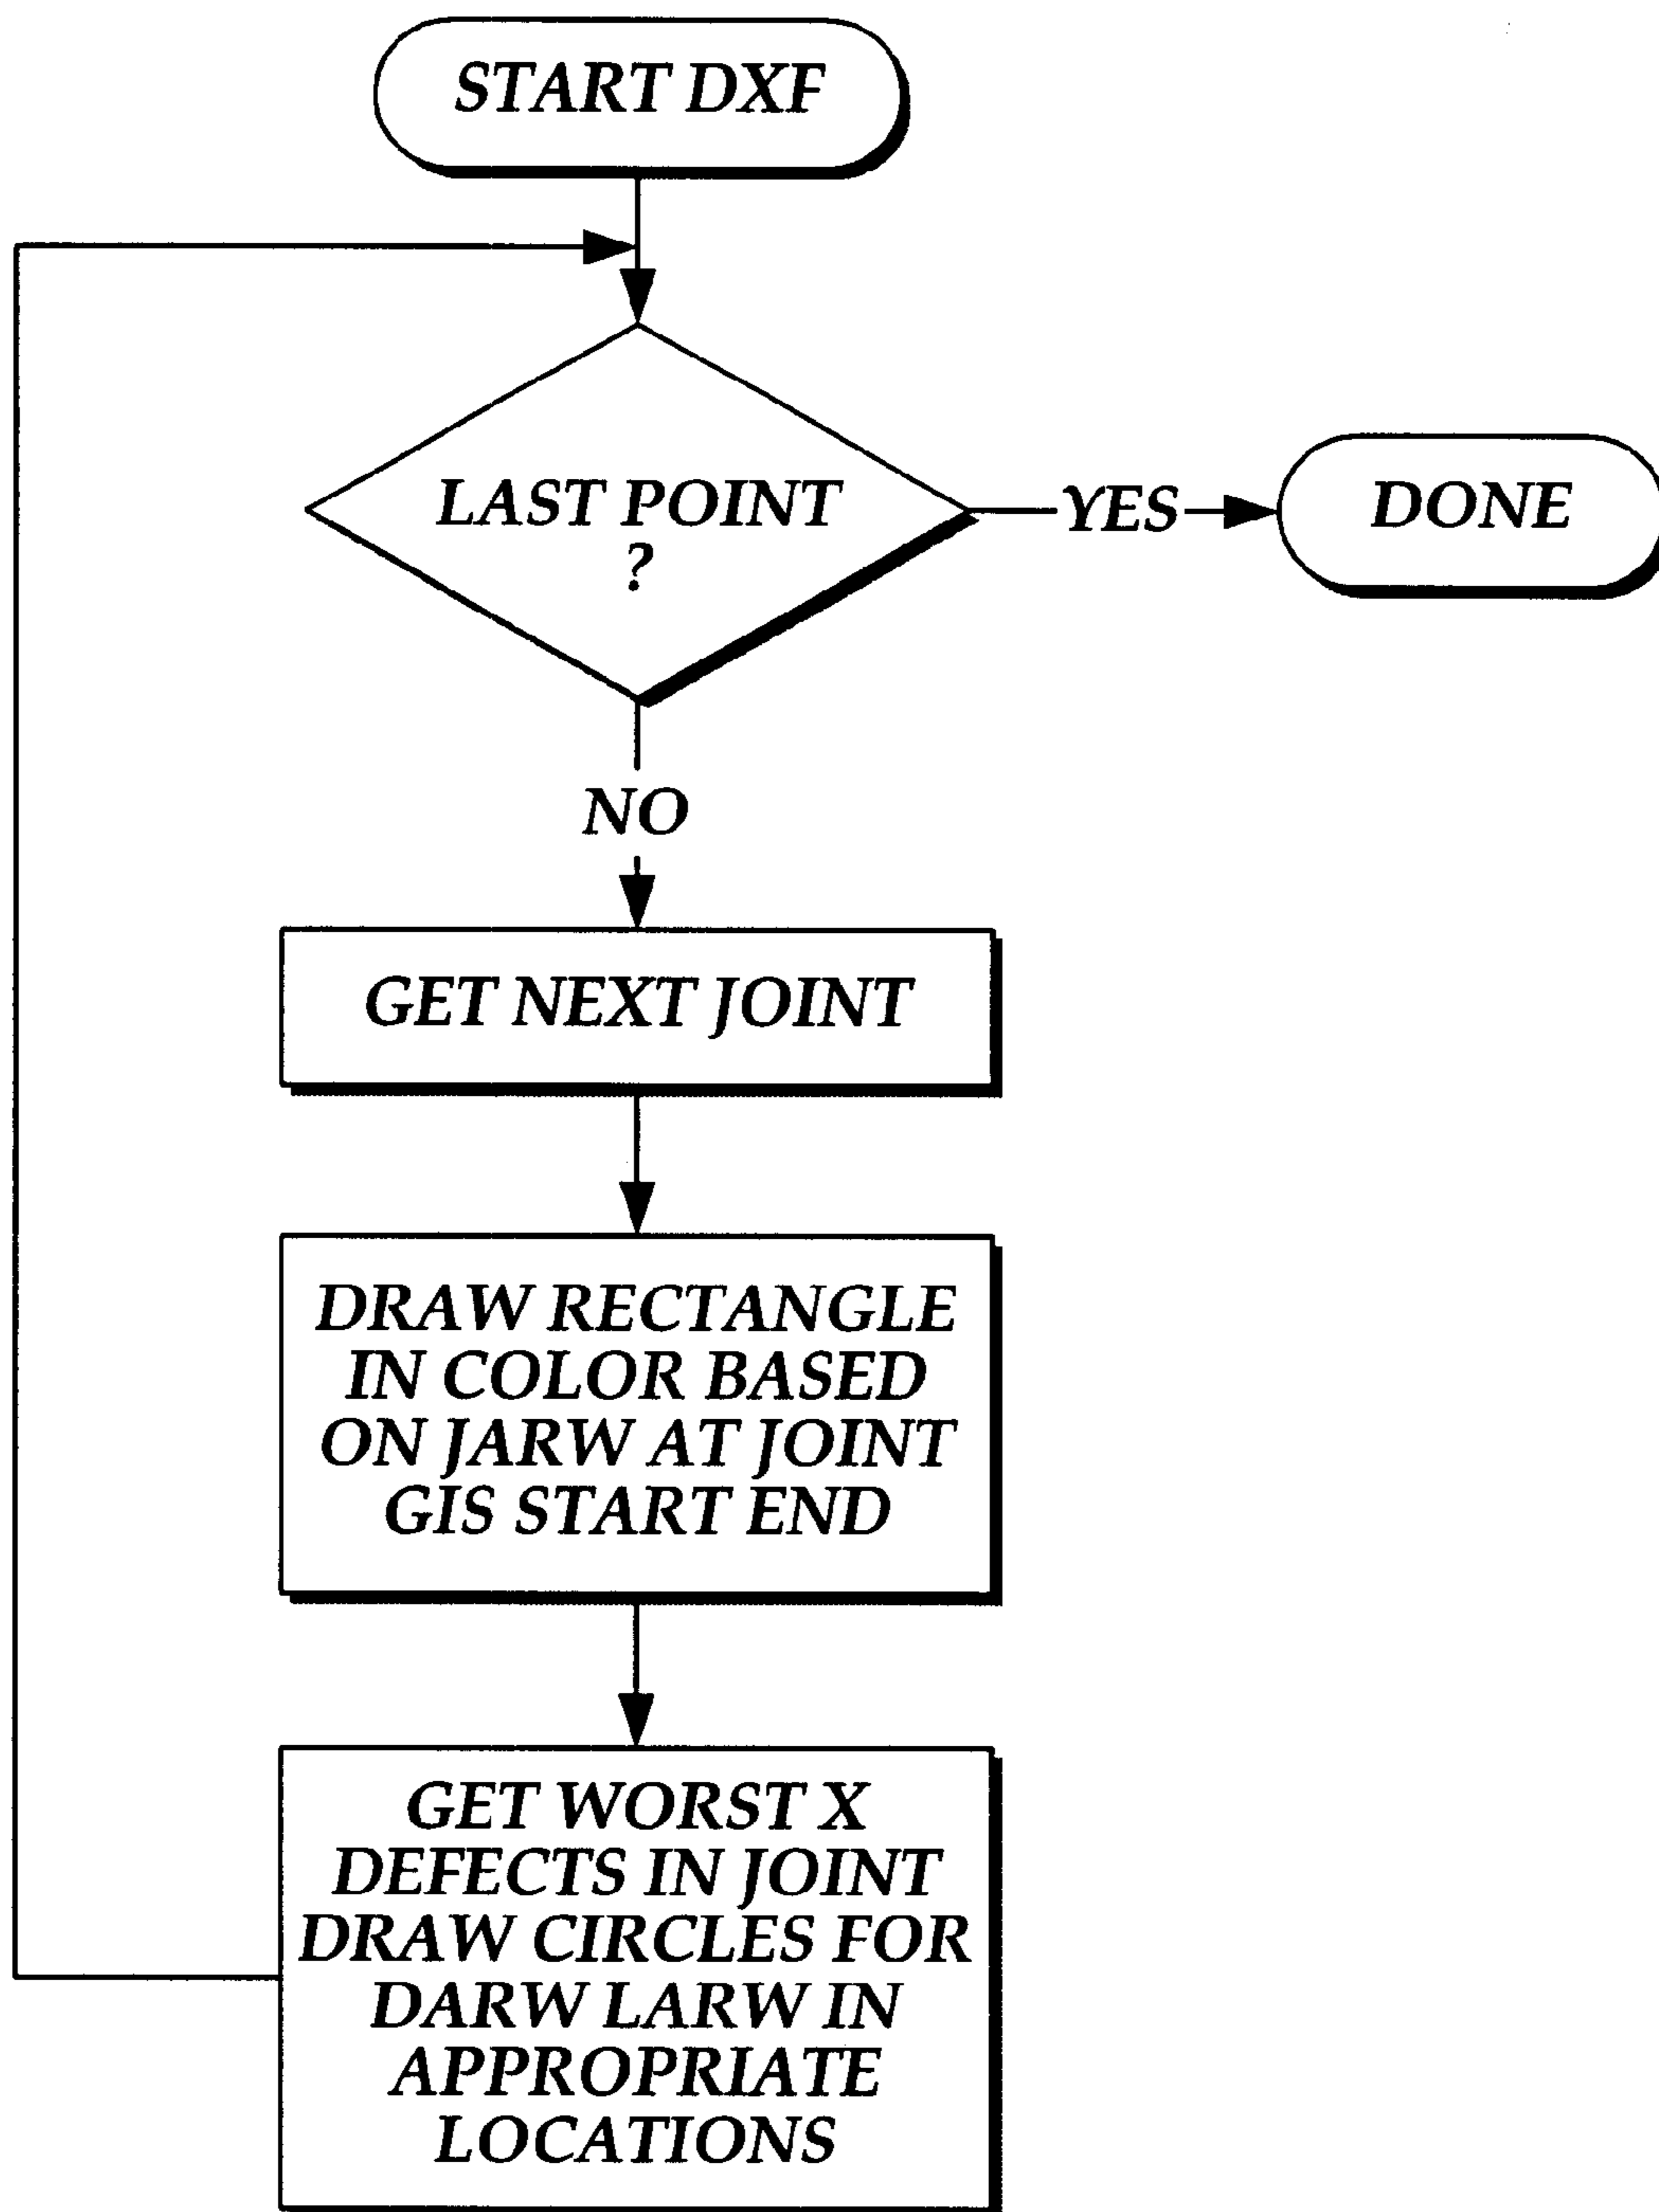 START DXF
LAST POINT
?
YES
DONE
NO
GET NEXT JOINT
DRAW RECTANGLE
IN COLOR BASED
ON JARW AT JOINT
GIS START END
GET WORST X
DEFECTS IN JOINT
DRAW CIRCLES FOR
DARW LARW IN
APPROPRIATE
LOCATIONS